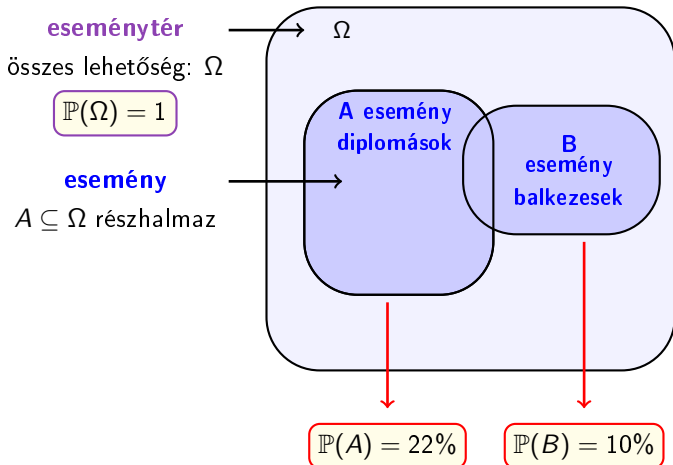 eseménytér
összes lehetőség: Ω
ℙ(Ω) = 1
esemény
A ⊆ Ω részhalmaz
Ω
A esemény
diplomások
B
esemény
balkezesek
ℙ(A) = 22%
ℙ(B) = 10%